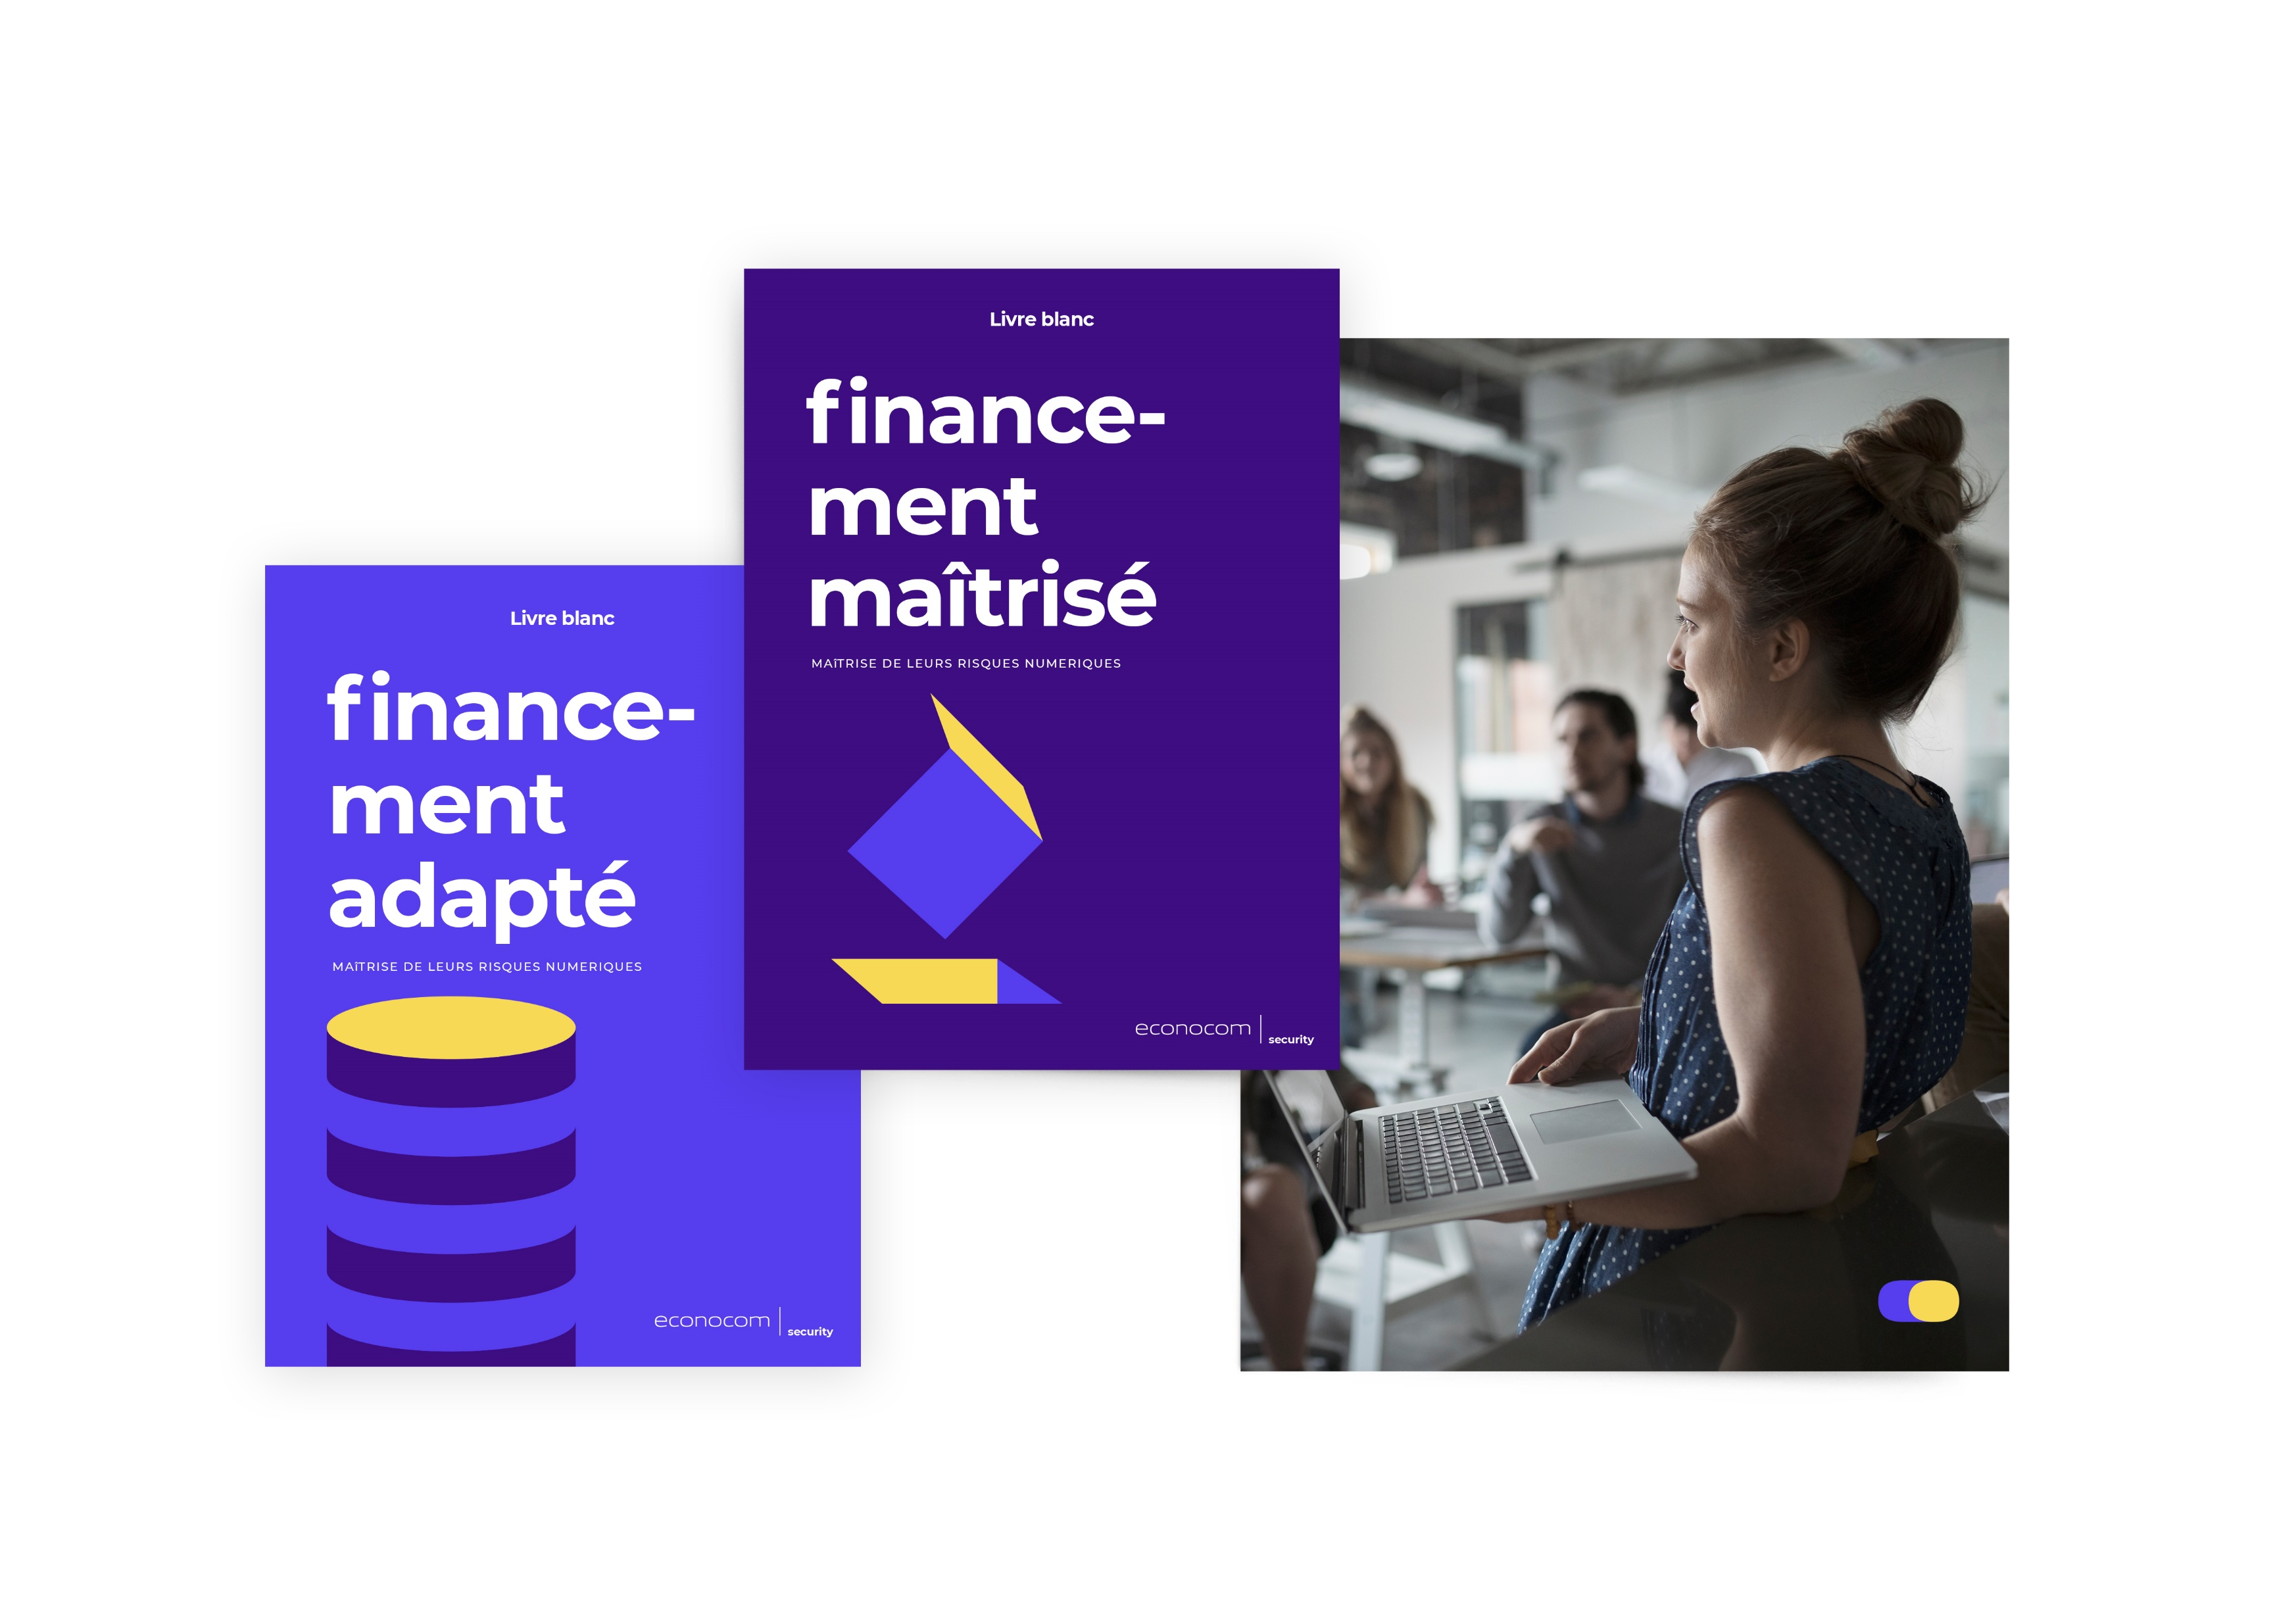 Livre blanc
finance-
ment
adapté
MAîTRISE DE LEURS RISQUES NUMERIQUES
economom
security
Livre blanc
finance-
ment
maîtrisé
MAîTRISE DE LEURS RISQUES NUMERIQUES
econocom
security